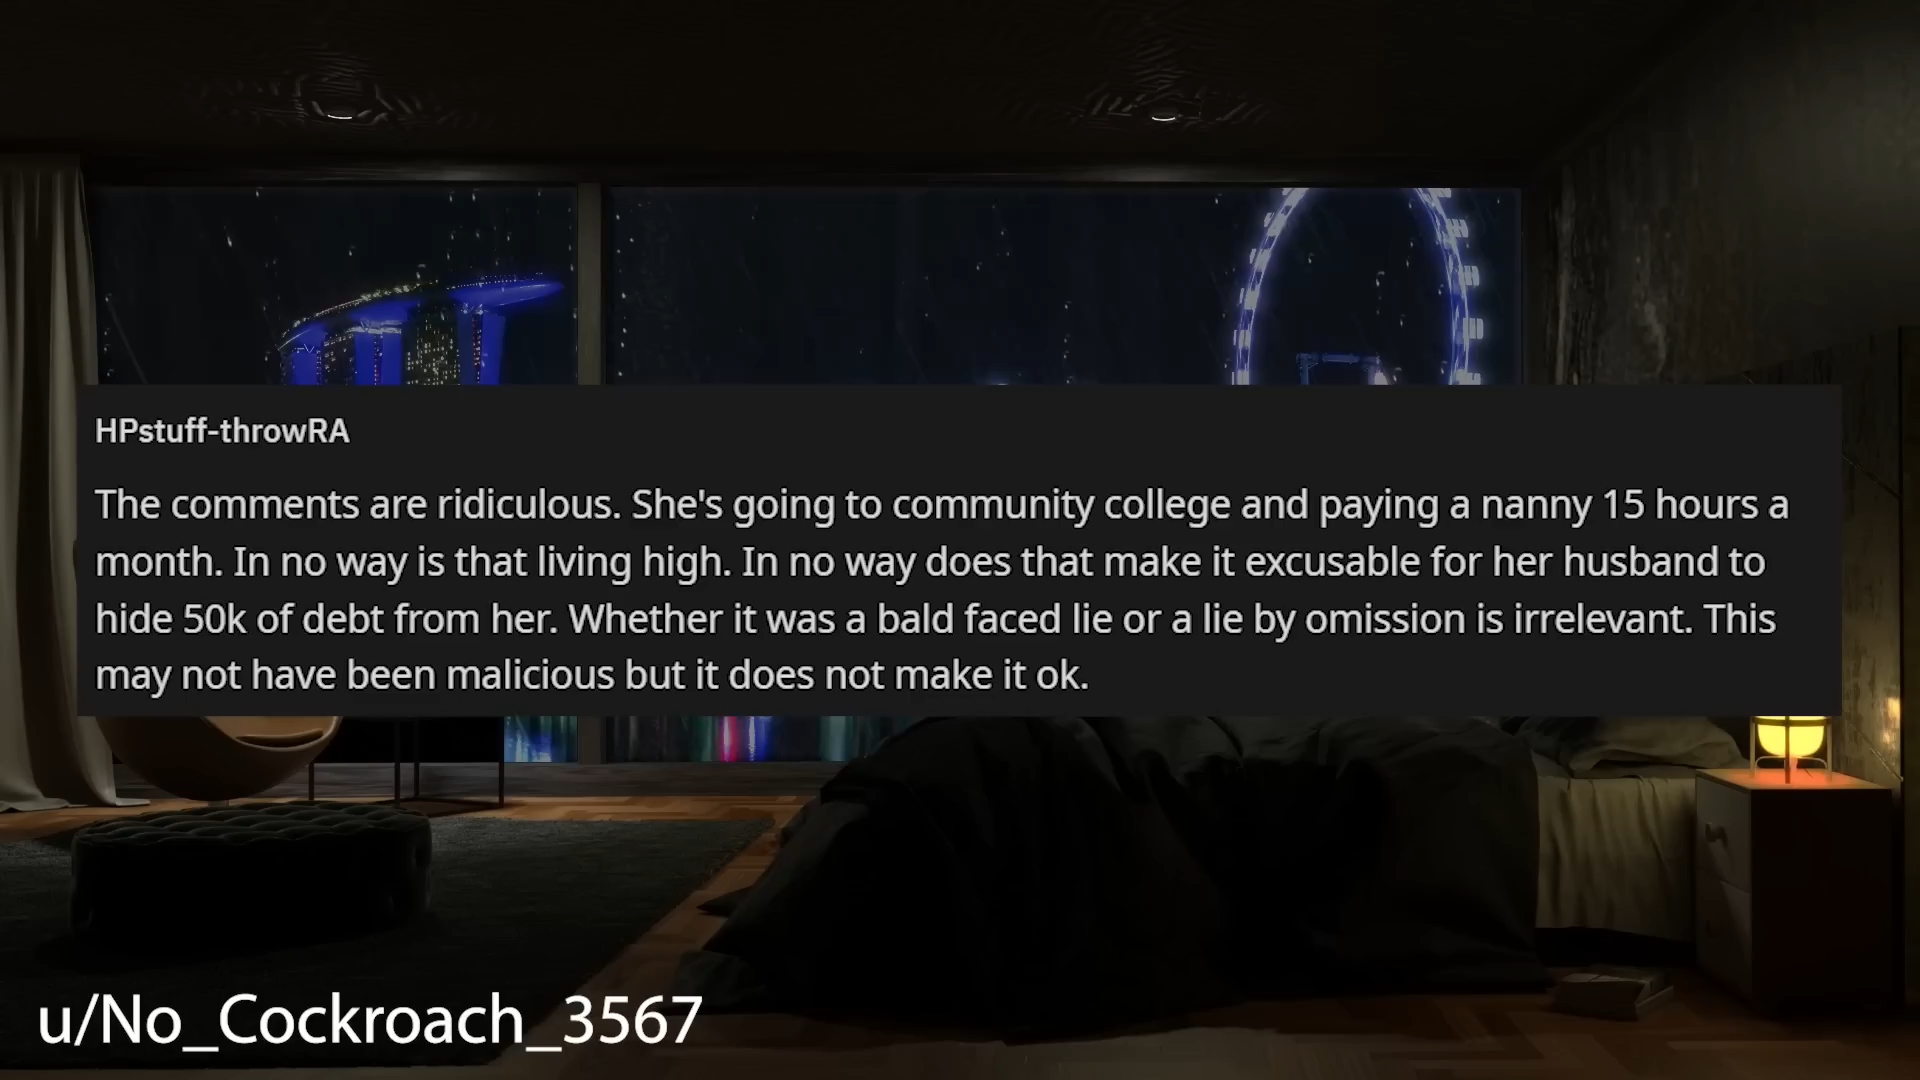 HPstuff-throwRA
The comments are ridiculous. She's going to community college and paying a nanny 15 hours a
month. In no way is that living high. In no way does that make it excusable for her husband to
hide 50k of debt from her. Whether it was a bald faced lie or a lie by omission is irrelevant. This
may not have been malicious but it does not make it ok.
u/No_Cockroach_3567